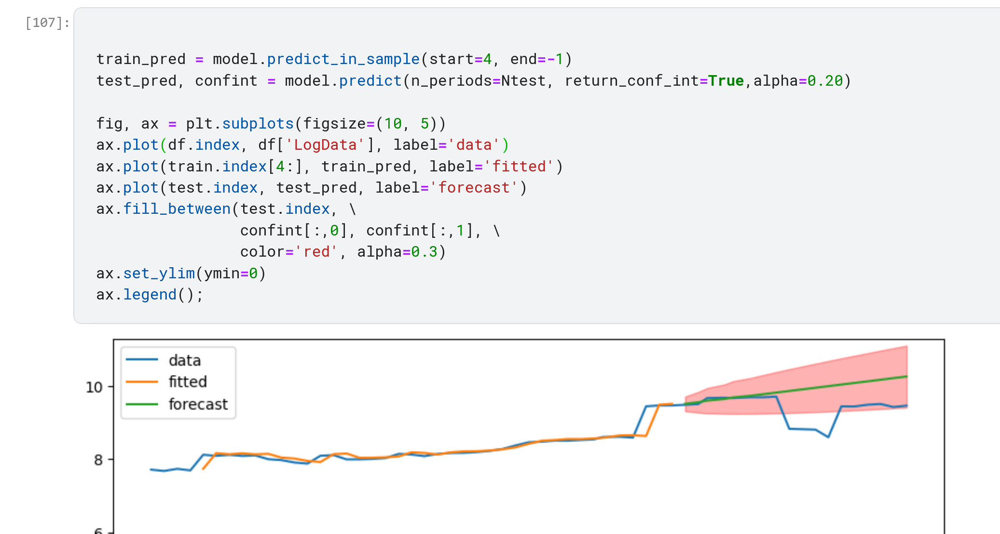 [107]:
train_pred = model.predict_in_sample(start=4, end=-1)
test_pred, confint = model.predict(n_periods=Ntest, return_conf_int=True,alpha=0.20)
fig, ax = plt.subplots(figsize=(10, 5))
ax.plot(df.index, df['LogData'], label='data')
ax.plot(train.index[4:], train_pred, label='fitted')
ax.plot(test.index, test_pred, label='forecast')
ax.fill_between(test.index, \
confint[:,0], confint[:,1], \
color='red', alpha=0.3)
ax.set_ylim(ymin=0)
ax.legend();
data
fitted
forecast
10
8
6